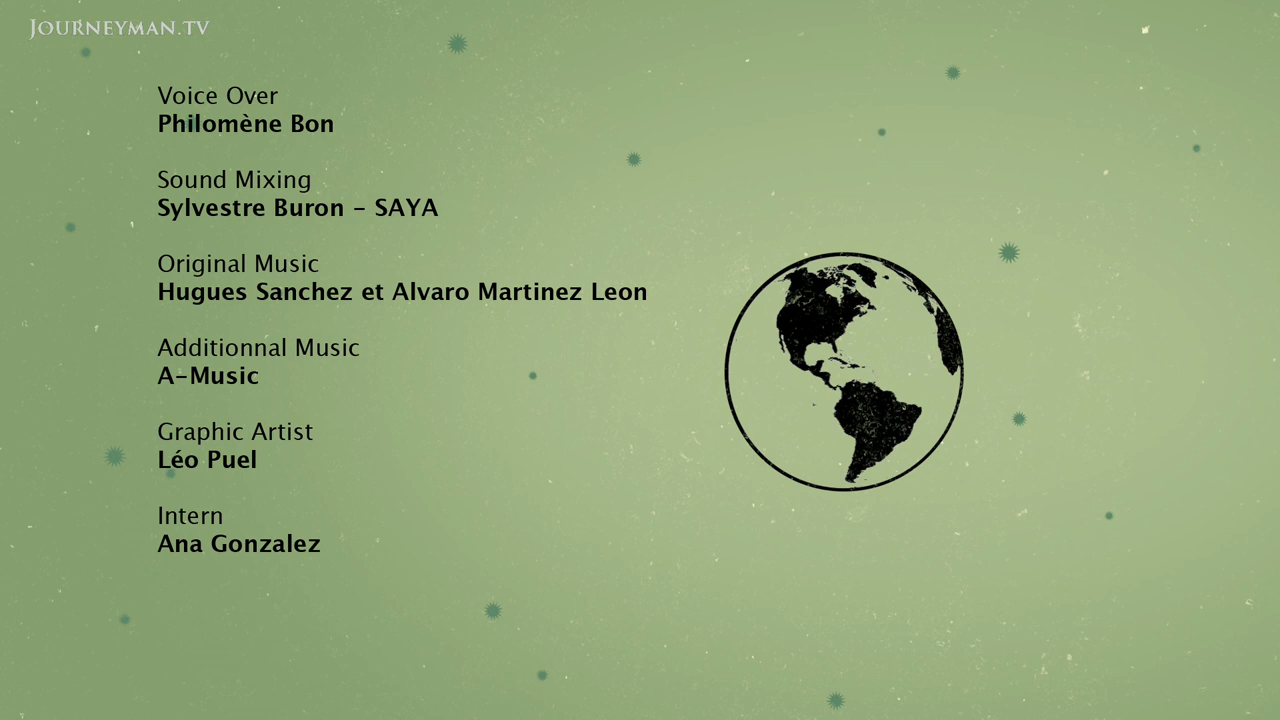 JOURNEYMAN.TV
Voice Over
Philomène Bon
Sound Mixing
Sylvestre Buron - SAYA
Original Music
Hugues Sanchez et Alvaro Martinez Leon
Additionnal Music
A-Music
Graphic Artist
Léo Puel
Intern
Ana Gonzalez